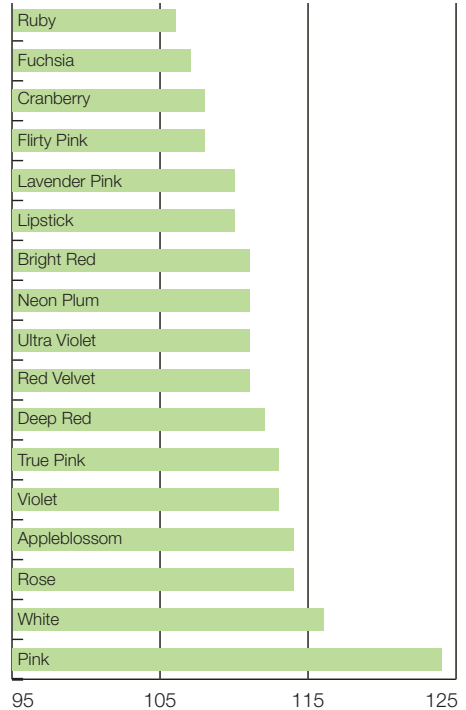 Ruby
Fuchsia
Cranberry
Flirty Pink
Lavender Pink
Lipstick
Bright Red
Neon Plum
Ultra Violet
Red Velvet
Deep Red
True Pink
Violet
Appleblossom
Rose
White
Pink
95 105 115 125